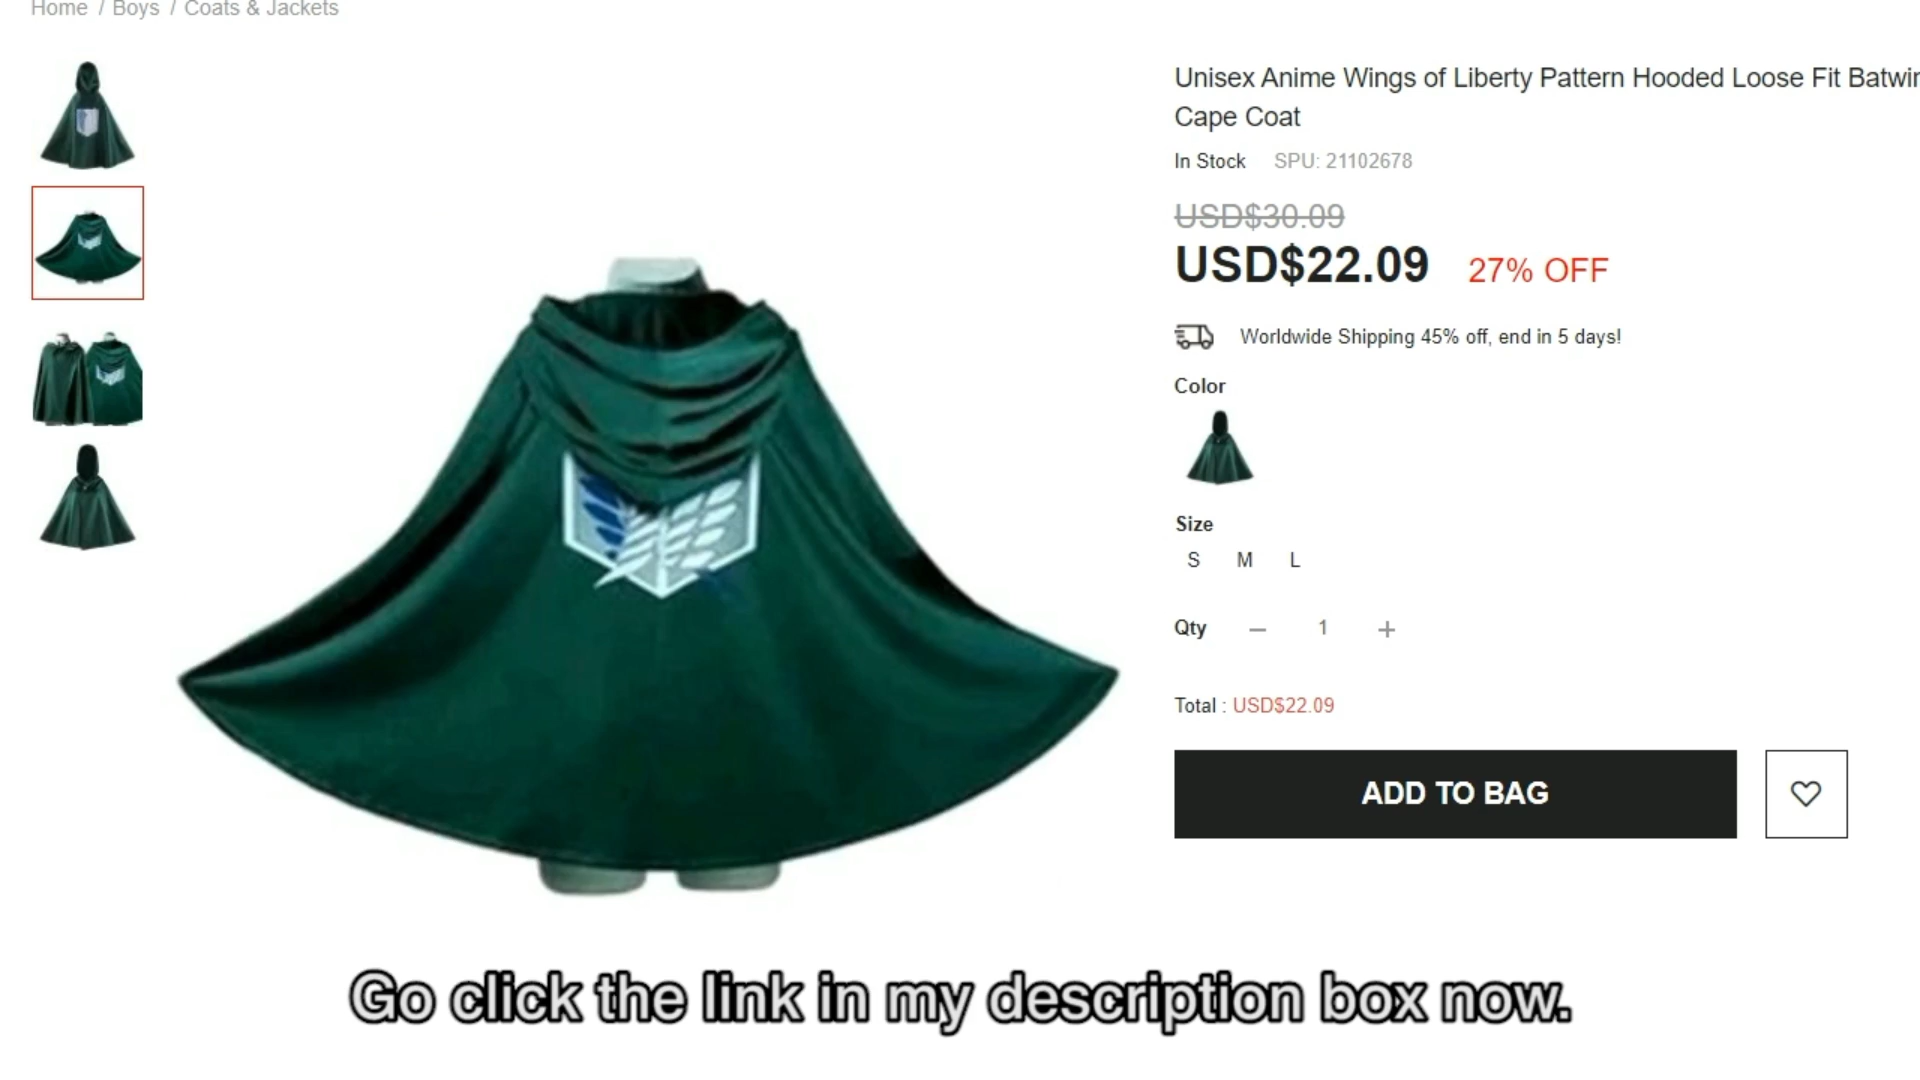 Home / Boys / Coats & Jackets
Unisex Anime Wings of Liberty Pattern Hooded Loose Fit
Cape Coat
In Stock SPU: 21102678
USD$30.09
USD$22.09 27% OFF
Worldwide Shipping 45% off, end in 5 days!
Color
Size
S M L
Qty − 1 +
Total : USD$22.09
ADD TO BAG
Go click the link in my description box now.